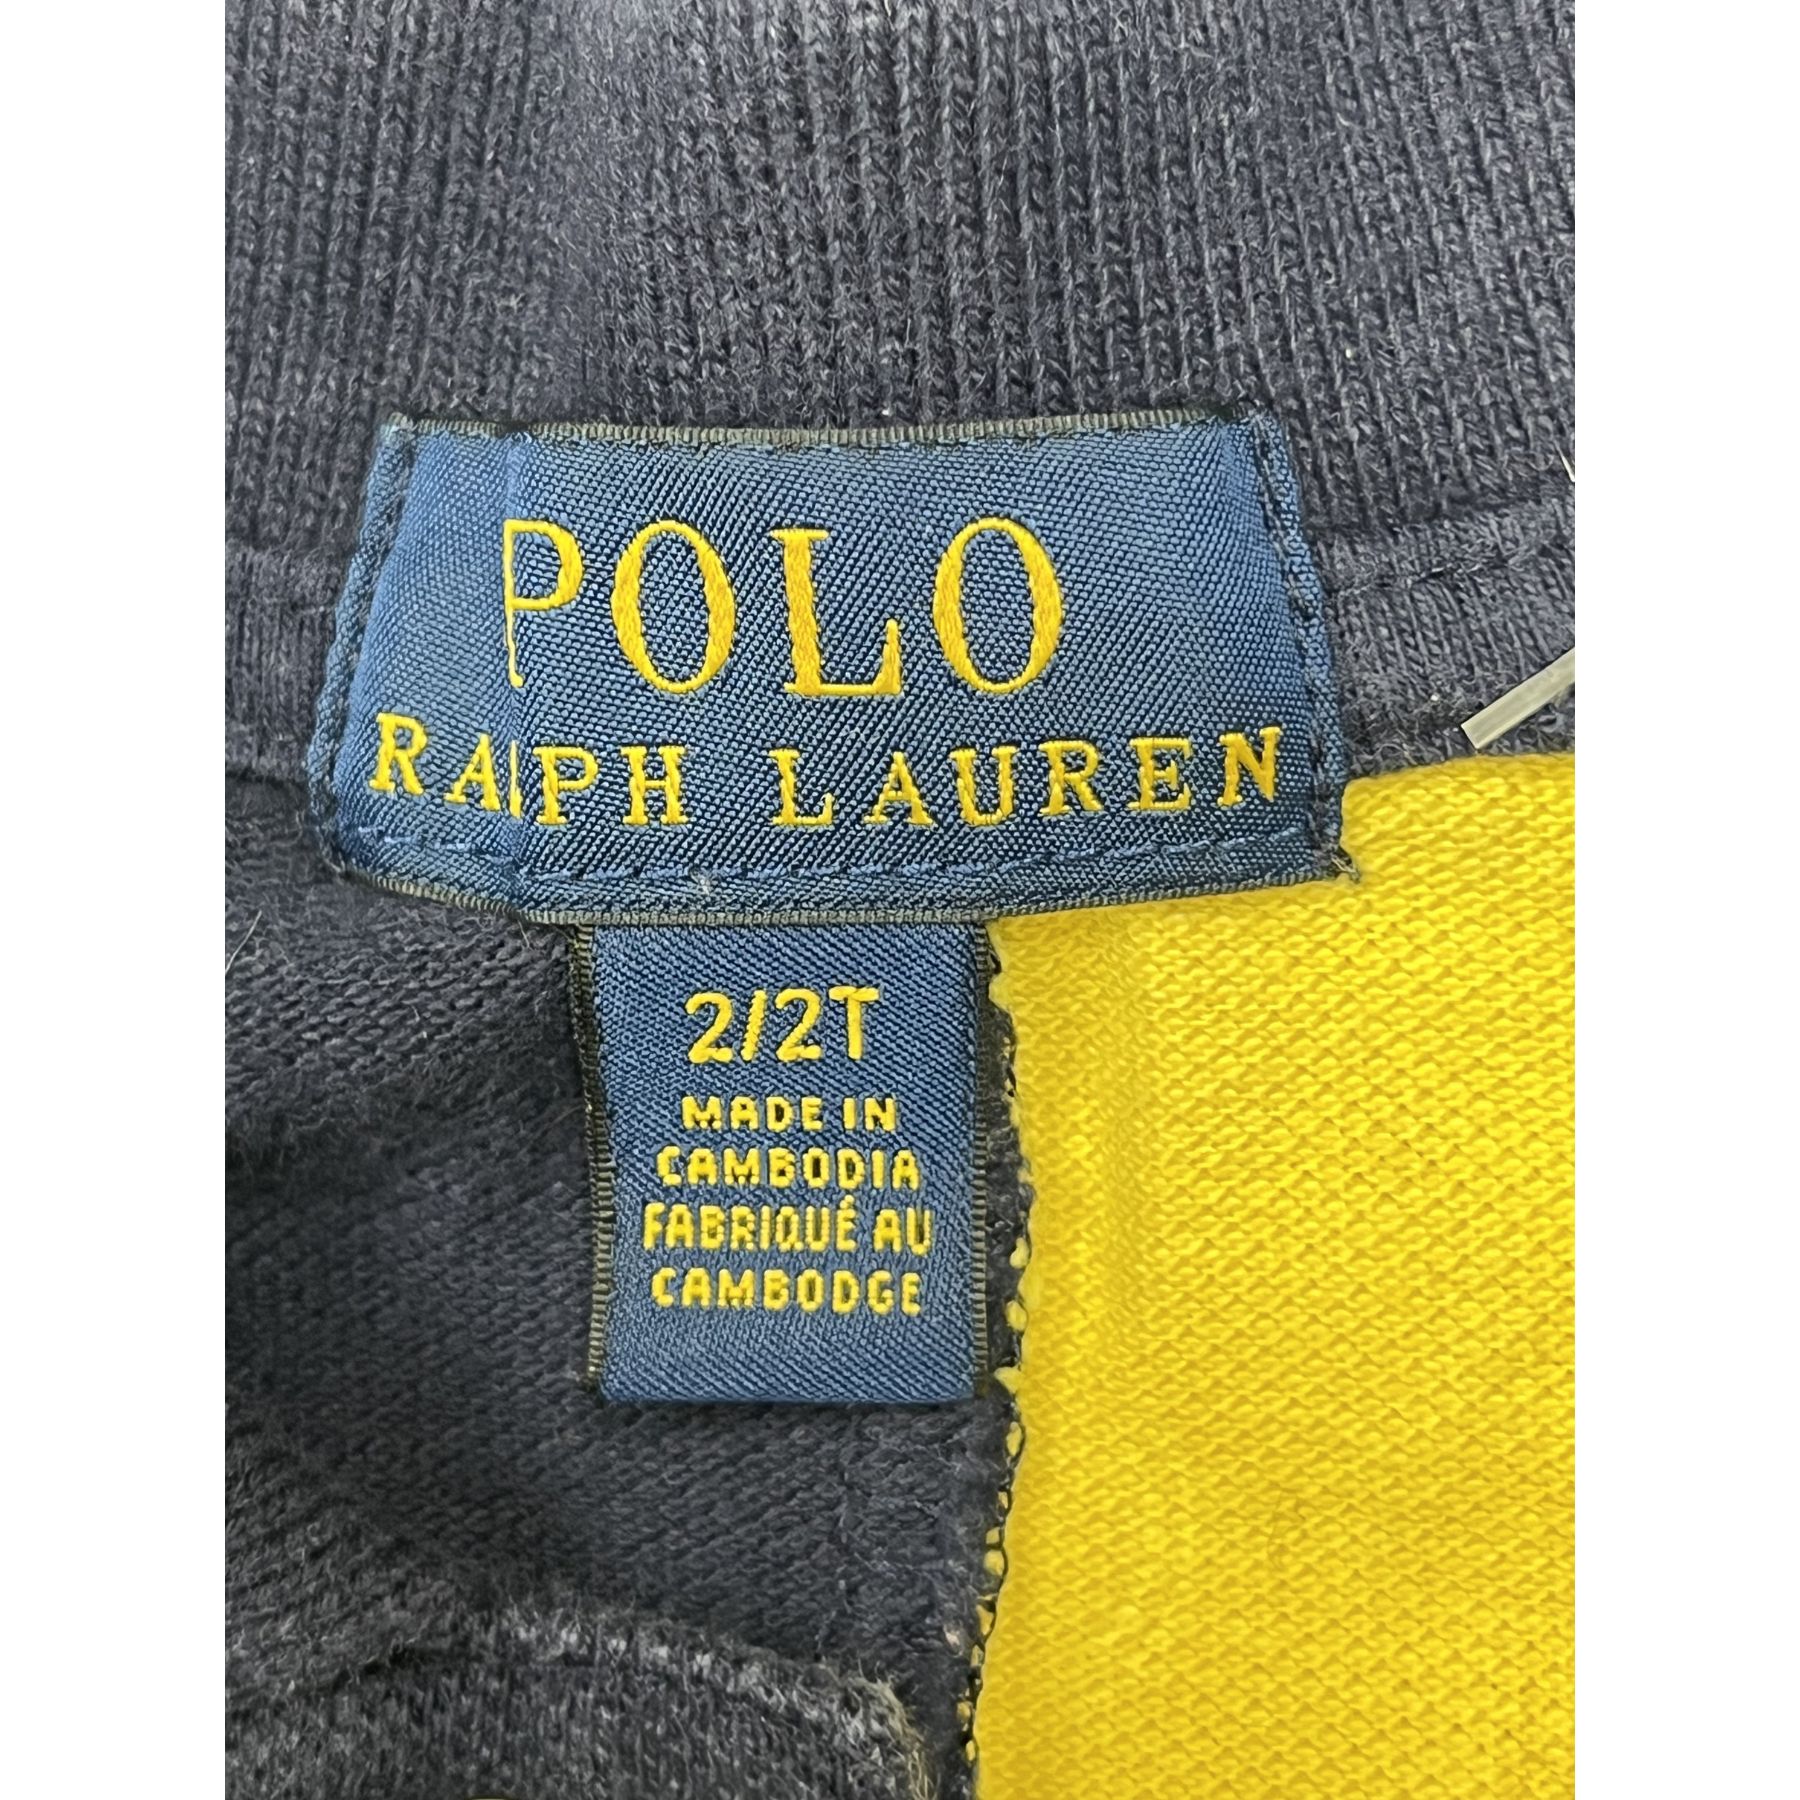 POLO
RALPH LAUREN
2/2T
MADE IN
CAMBODIA
FABRIQUÉ AU
CAMBODGE